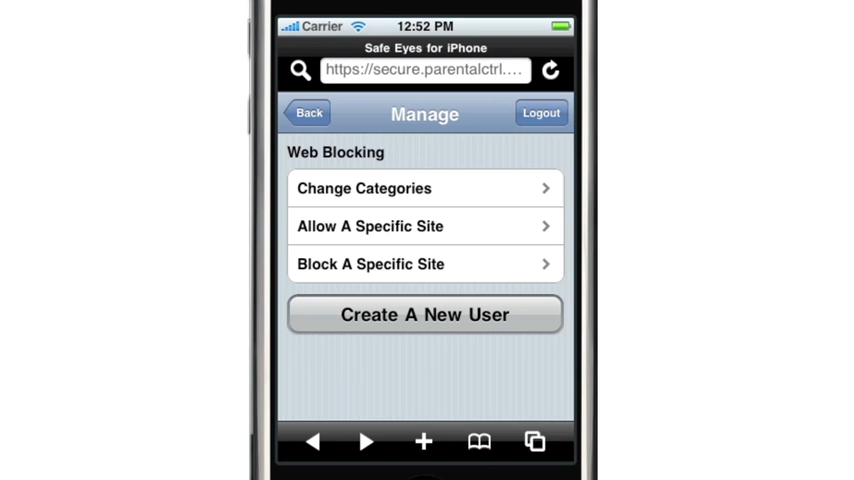 Carrier 12:52 PM
Safe Eyes for iPhone
https://secure.parentalctrl....
Back Manage Logout
Web Blocking
Change Categories
Allow A Specific Site
Block A Specific Site
Create A New User